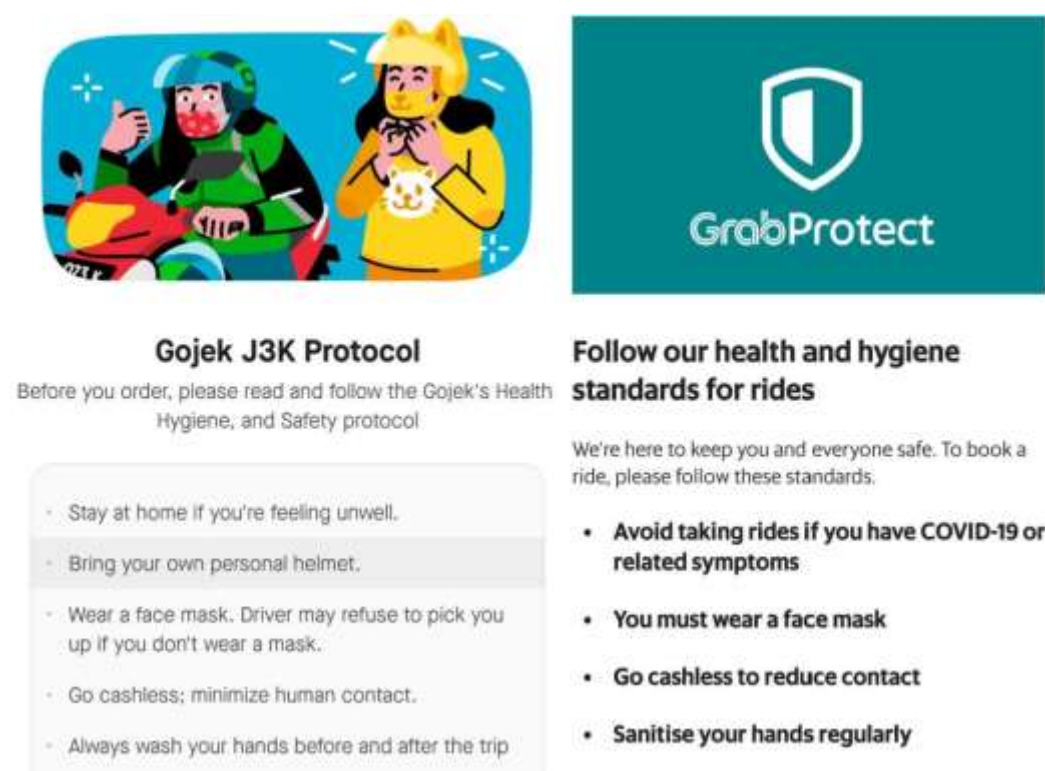 GrabProtect
Gojek J3K Protocol
Before you order, please read and follow the Gojek's Health
Hygiene, and Safety protocol
· Stay at home if you're feeling unwell.
· Bring your own personal helmet.
· Wear a face mask. Driver may refuse to pick you
up if you don't wear a mask.
· Go cashless; minimize human contact.
· Always wash your hands before and after the trip
Follow our health and hygiene
standards for rides
We're here to keep you and everyone safe. To book a
ride, please follow these standards.
• Avoid taking rides if you have COVID-19 or
related symptoms
• You must wear a face mask
• Go cashless to reduce contact
• Sanitise your hands regularly